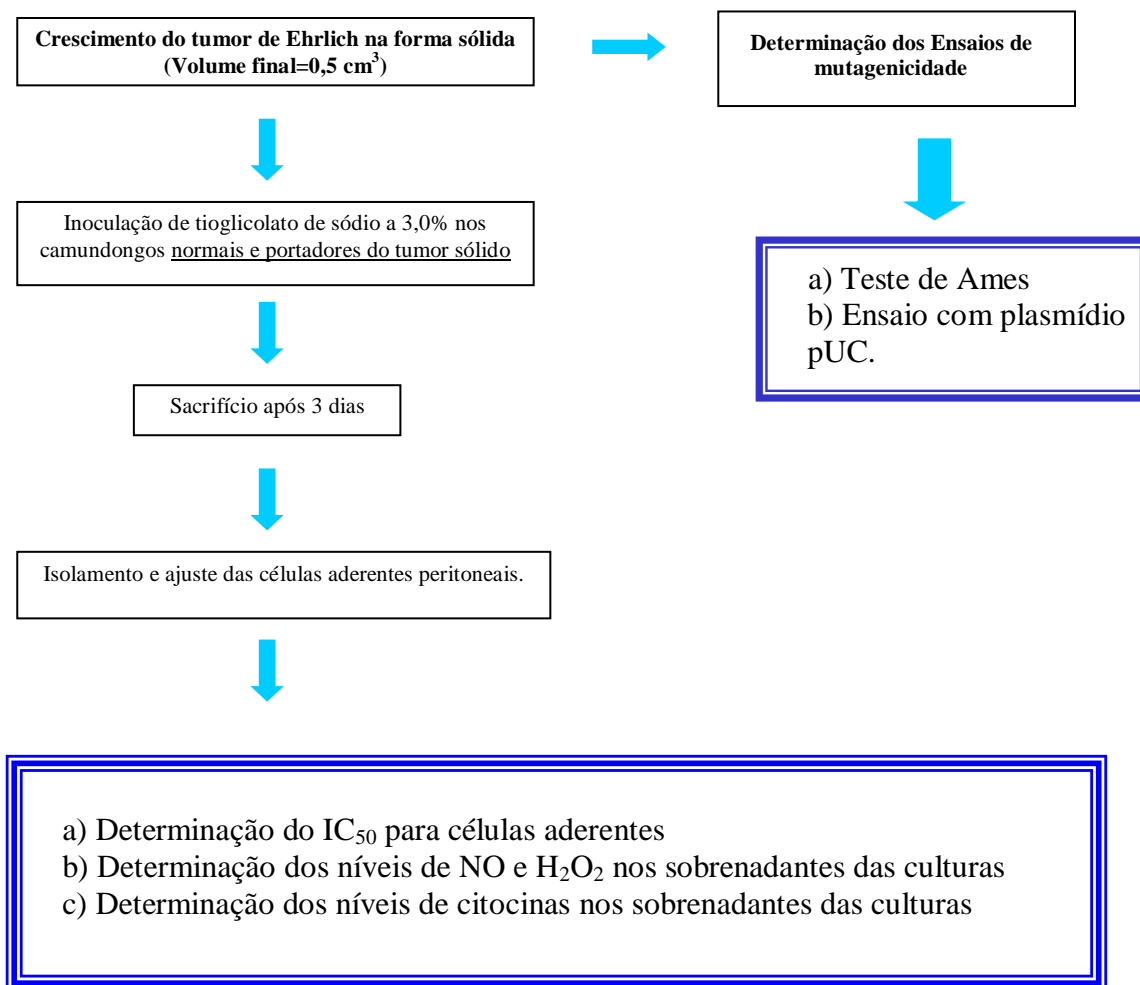 Crescimento do tumor de Ehrlich na forma sólida
(Volume final=0,5 cm³)
Determinação dos Ensaios de
mutagenicidade
Inoculação de tioglicolato de sódio a 3,0% nos
camundongos normais e portadores do tumor sólido
a) Teste de Ames
b) Ensaio com plasmídio
pUC.
Sacrifício após 3 dias
Isolamento e ajuste das células aderentes peritoneais.
a) Determinação do IC₅₀ para células aderentes
b) Determinação dos níveis de NO e H₂O₂ nos sobrenadantes das culturas
c) Determinação dos níveis de citocinas nos sobrenadantes das culturas